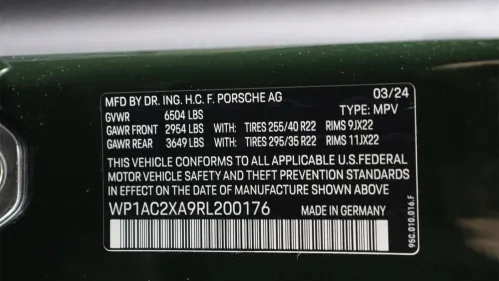 MFD BY DR. ING. H.C. F. PORSCHE AG 03/24
GVWR 6504 LBS TYPE: MPV
GAWR FRONT 2954 LBS WITH: TIRES 255/40 R22 RIMS 9JX22
GAWR REAR 3649 LBS WITH: TIRES 295/35 R22 RIMS 11JX22
THIS VEHICLE CONFORMS TO ALL APPLICABLE U.S.FEDERAL
MOTOR VEHICLE SAFETY AND THEFT PREVENTION STANDARDS
IN EFFECT ON THE DATE OF MANUFACTURE SHOWN ABOVE
WP1AC2XA9RL200176
95C.010.016.F